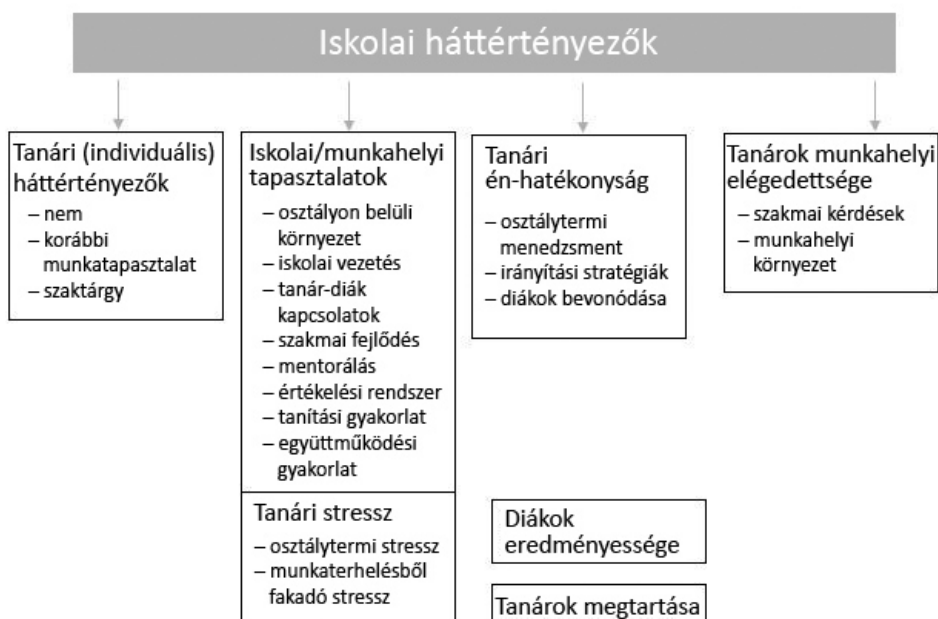 Iskolai háttértényezők
Tanári (individuális)
háttértényezők
– nem
– korábbi
munkatapasztalat
– szaktárgy
Iskolai/munkahelyi
tapasztalatok
– osztályon belüli
környezet
– iskolai vezetés
– tanár-diák
kapcsolatok
– szakmai fejlődés
– mentorálás
– értékelési rendszer
– tanítási gyakorlat
– együttműködési
gyakorlat
Tanári stressz
– osztálytermi stressz
– munkaterhelésből
fakadó stressz
Tanári
én-hatékonyság
– osztálytermi
menedzsment
– irányítási stratégiák
– diákok bevonódása
Diákok
eredményessége
Tanárok megtartása
Tanárok munkahelyi
elégedettsége
– szakmai kérdések
– munkahelyi
környezet